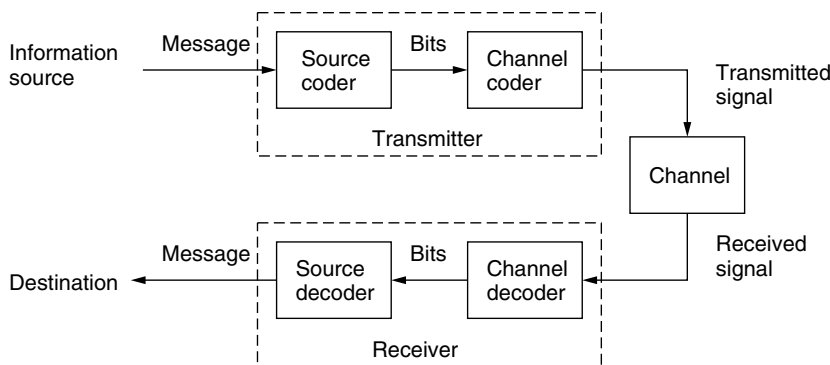 Information
source
Message
Source
coder
Bits
Channel
coder
Transmitter
Transmitted
signal
Channel
Received
signal
Destination
Message
Source
decoder
Bits
Channel
decoder
Receiver